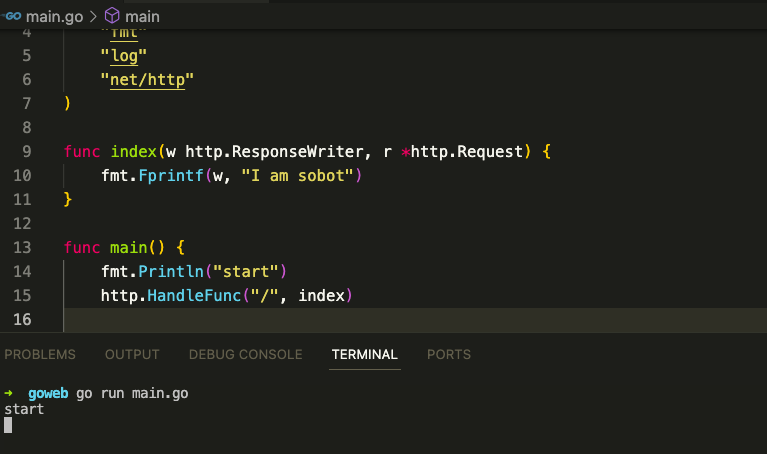 GO main.go > main
4 "fmt"
5 "log"
6 "net/http"
7 )
8
9 func index(w http.ResponseWriter, r *http.Request) {
10 fmt.Fprintf(w, "I am sobot")
11 }
12
13 func main() {
14 fmt.Println("start")
15 http.HandleFunc("/", index)
16
PROBLEMS OUTPUT DEBUG CONSOLE TERMINAL PORTS
→ goweb go run main.go
start